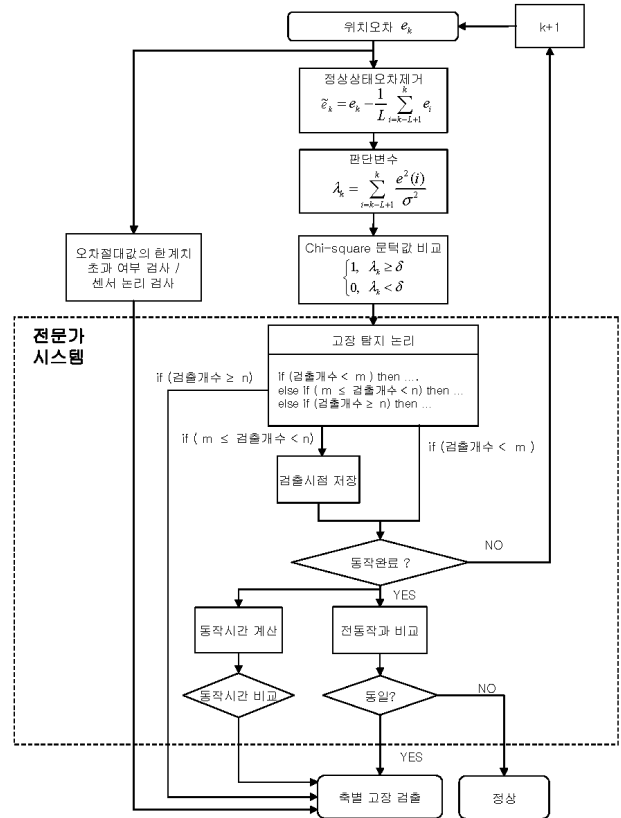 위치오차 e_k
k+1
정상상태오차제거
ẽ_k = e_k − 1/L ∑_{i=k−L+1}^{k} e_i
판단변수
λ_k = ∑_{i=k−L+1}^{k} e²(i)/σ²
Chi-square 문턱값 비교
{1, λ_k ≥ δ
{0, λ_k < δ
오차절대값의 한계치
초과 여부 검사 /
센서 논리 검사
전문가
시스템
고장 탐지 논리
if (검출개수 < m ) then ….
else if ( m ≤ 검출개수 < n) then …
else if (검출개수 ≥ n) then …
if (검출개수 ≥ n)
if ( m ≤ 검출개수 < n)
if (검출개수 < m )
검출시점 저장
동작완료 ?
NO
YES
동작시간 계산
전동작과 비교
동작시간 비교
동일?
NO
YES
축별 고장 검출
정상